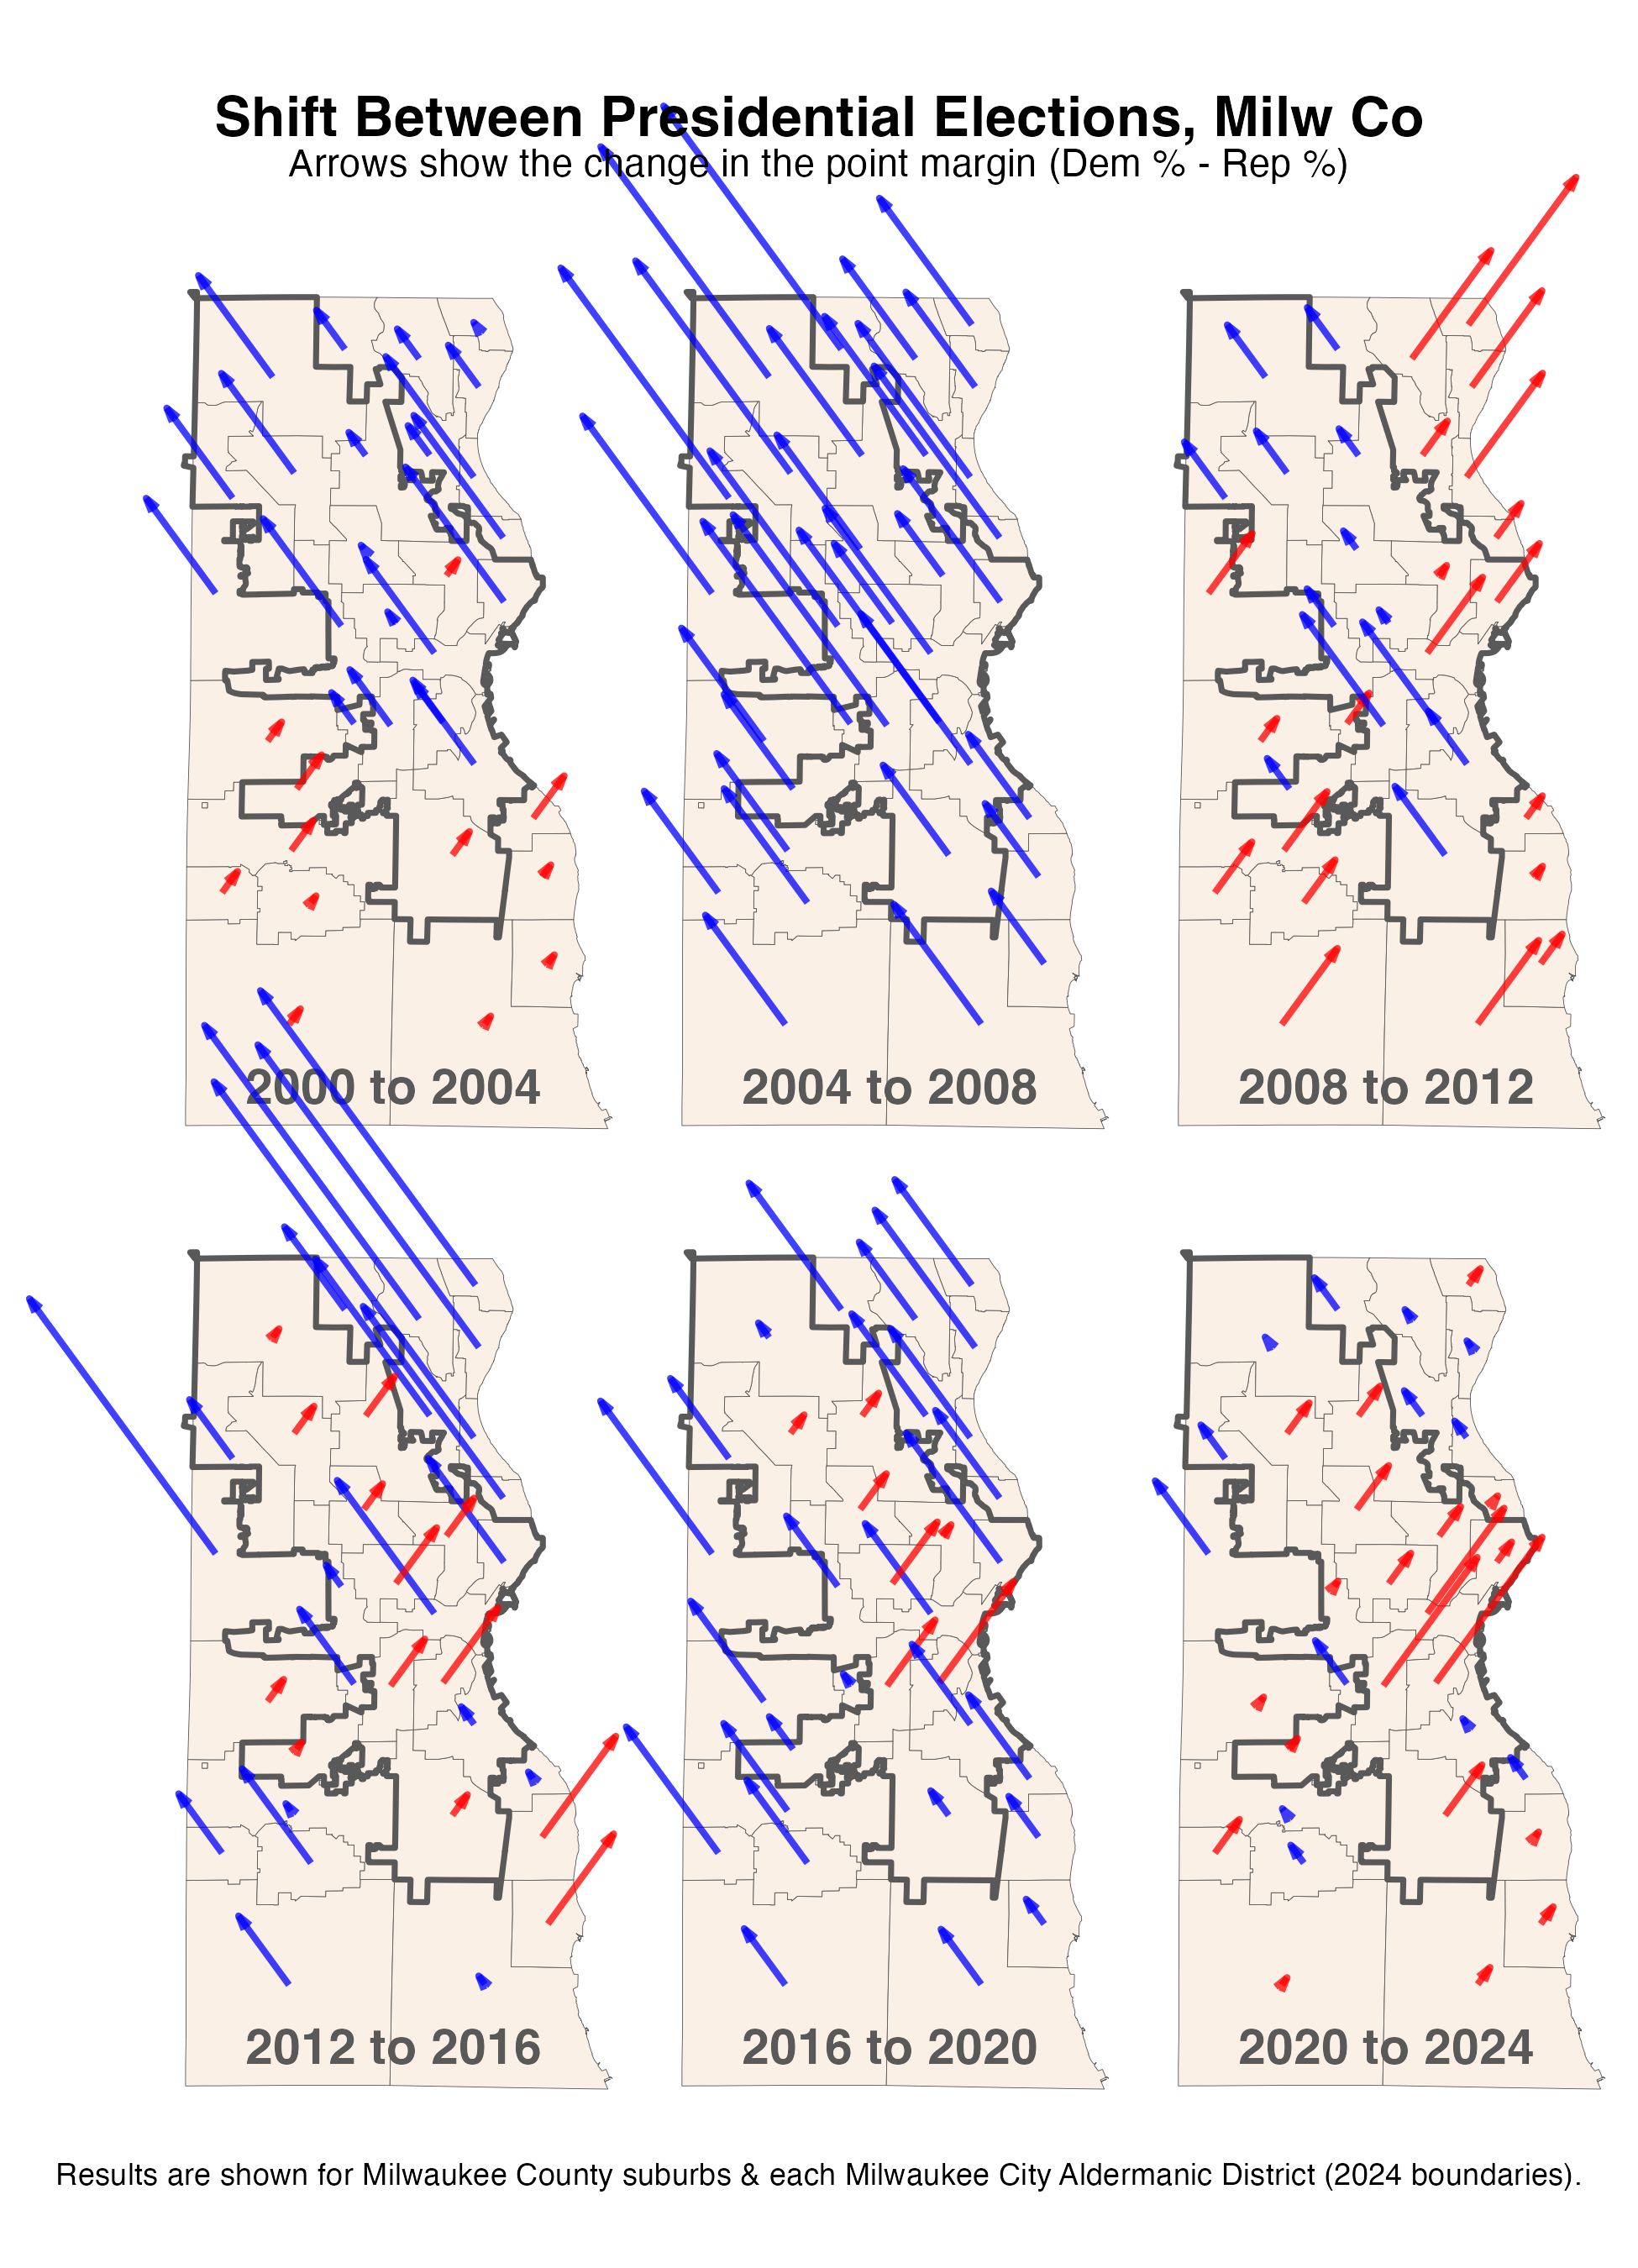 Shift Between Presidential Elections, Milw Co
Arrows show the change in the point margin (Dem % - Rep %)
2000 to 2004
2004 to 2008
2008 to 2012
2012 to 2016
2016 to 2020
2020 to 2024
Results are shown for Milwaukee County suburbs & each Milwaukee City Aldermanic District (2024 boundaries).